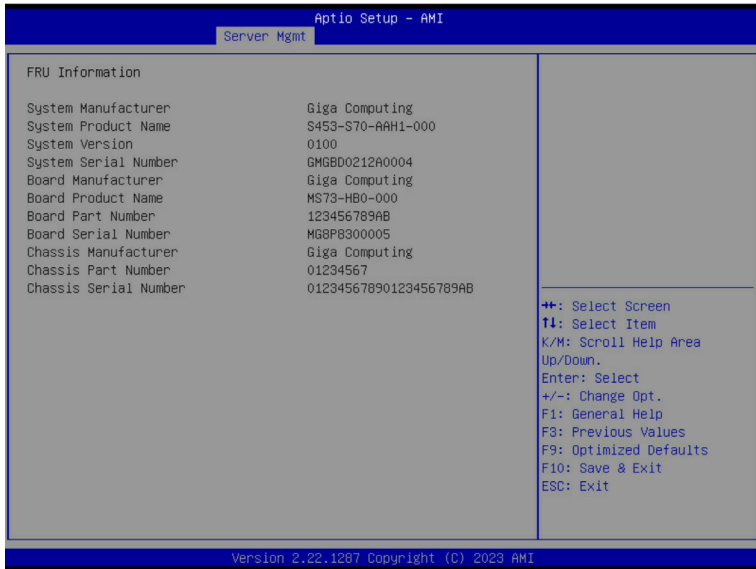 Aptio Setup – AMI
Server Mgmt
FRU Information
System Manufacturer Giga Computing
System Product Name S453-S70-AAH1-000
System Version 0100
System Serial Number GMGBD0212A0004
Board Manufacturer Giga Computing
Board Product Name MS73-HB0-000
Board Part Number 123456789AB
Board Serial Number MG8P8300005
Chassis Manufacturer Giga Computing
Chassis Part Number 01234567
Chassis Serial Number 01234567890123456789AB
→←: Select Screen
↑↓: Select Item
K/M: Scroll Help Area
Up/Down.
Enter: Select
+/-: Change Opt.
F1: General Help
F3: Previous Values
F9: Optimized Defaults
F10: Save & Exit
ESC: Exit
Version 2.22.1287 Copyright (C) 2023 AMI